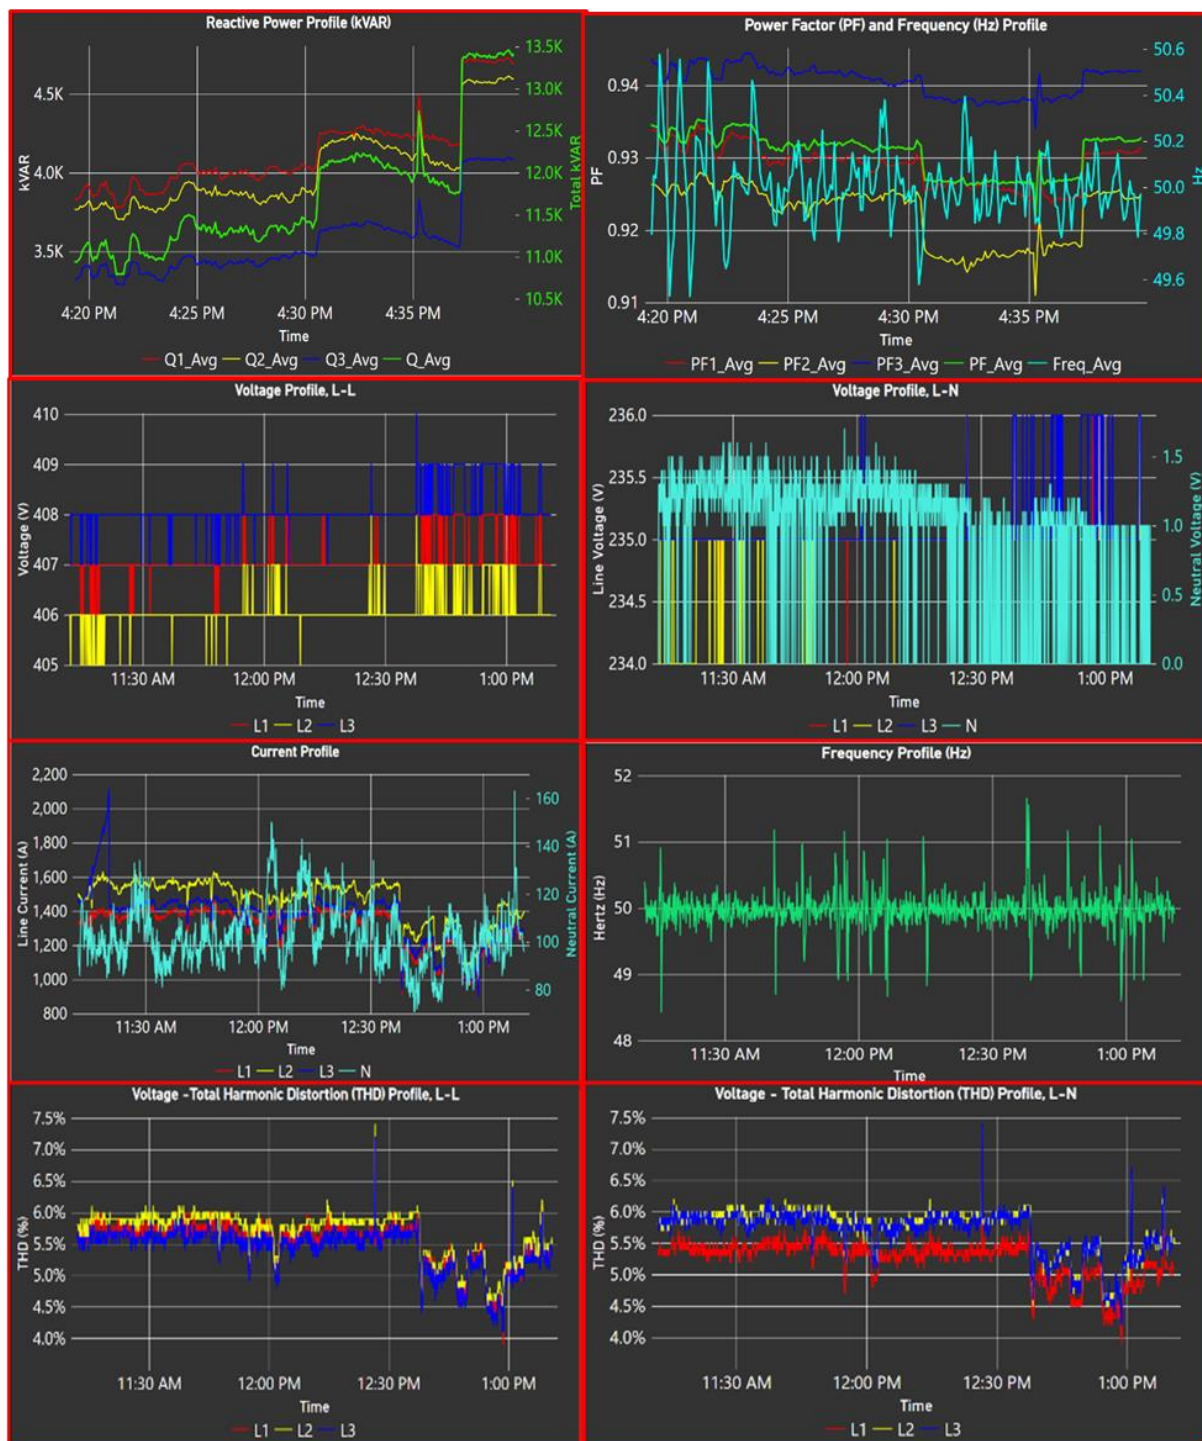 Reactive Power Profile (kVAR)
kVAR
4.5K
4.0K
3.5K
13.5K
13.0K
12.5K
12.0K
11.5K
11.0K
10.5K
Total kVAR
4:20 PM 4:25 PM 4:30 PM 4:35 PM
Time
Q1_Avg Q2_Avg Q3_Avg Q_Avg
Power Factor (PF) and Frequency (Hz) Profile
PF
0.94
0.93
0.92
0.91
50.6
50.4
50.2
50.0
49.8
49.6
Hz
4:20 PM 4:25 PM 4:30 PM 4:35 PM
Time
PF1_Avg PF2_Avg PF3_Avg PF_Avg Freq_Avg
Voltage Profile, L-L
Voltage (V)
410
409
408
407
406
405
11:30 AM 12:00 PM 12:30 PM 1:00 PM
Time
L1 L2 L3
Voltage Profile, L-N
Line Voltage (V)
236.0
235.5
235.0
234.5
234.0
1.5
1.0
0.5
0.0
Neutral Voltage (V)
11:30 AM 12:00 PM 12:30 PM 1:00 PM
Time
L1 L2 L3 N
Current Profile
Line Current (A)
2,200
2,000
1,800
1,600
1,400
1,200
1,000
800
160
140
120
100
80
Neutral Current (A)
11:30 AM 12:00 PM 12:30 PM 1:00 PM
Time
L1 L2 L3 N
Frequency Profile (Hz)
Hertz (Hz)
52
51
50
49
48
11:30 AM 12:00 PM 12:30 PM 1:00 PM
Time
Voltage -Total Harmonic Distortion (THD) Profile, L-L
THD (%)
7.5%
7.0%
6.5%
6.0%
5.5%
5.0%
4.5%
4.0%
11:30 AM 12:00 PM 12:30 PM 1:00 PM
Time
L1 L2 L3
Voltage - Total Harmonic Distortion (THD) Profile, L-N
THD (%)
7.5%
7.0%
6.5%
6.0%
5.5%
5.0%
4.5%
4.0%
11:30 AM 12:00 PM 12:30 PM 1:00 PM
Time
L1 L2 L3